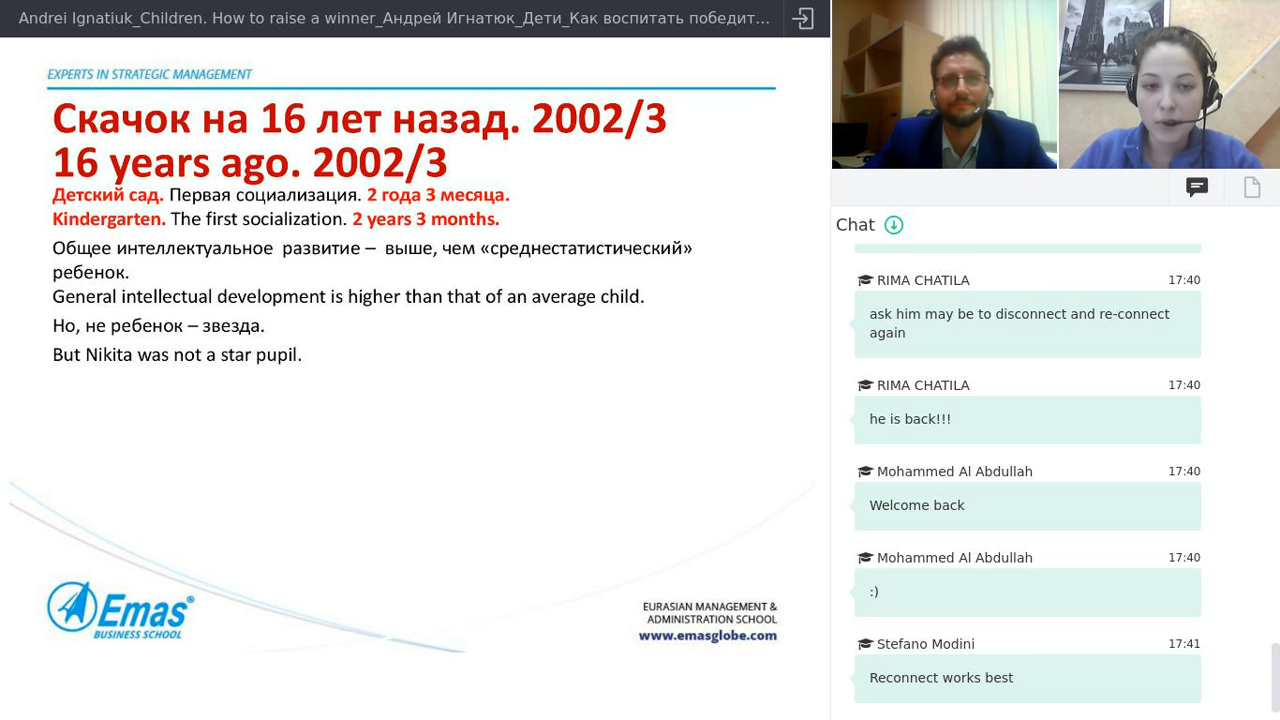 Andrei Ignatiuk_Children. How to raise a winner_Андрей Игнатюк_Дети_Как воспитать победит...
EXPERTS IN STRATEGIC MANAGEMENT
Скачок на 16 лет назад. 2002/3
16 years ago. 2002/3
Детский сад. Первая социализация. 2 года 3 месяца.
Kindergarten. The first socialization. 2 years 3 months.
Общее интеллектуальное развитие – выше, чем «среднестатистический»
ребенок.
General intellectual development is higher than that of an average child.
Но, не ребенок – звезда.
But Nikita was not a star pupil.
Emas®
BUSINESS SCHOOL
EURASIAN MANAGEMENT &
ADMINISTRATION SCHOOL
www.emasglobe.com
Chat
RIMA CHATILA 17:40
ask him may be to disconnect and re-connect
again
RIMA CHATILA 17:40
he is back!!!
Mohammed Al Abdullah 17:40
Welcome back
Mohammed Al Abdullah 17:40
:)
Stefano Modini 17:41
Reconnect works best